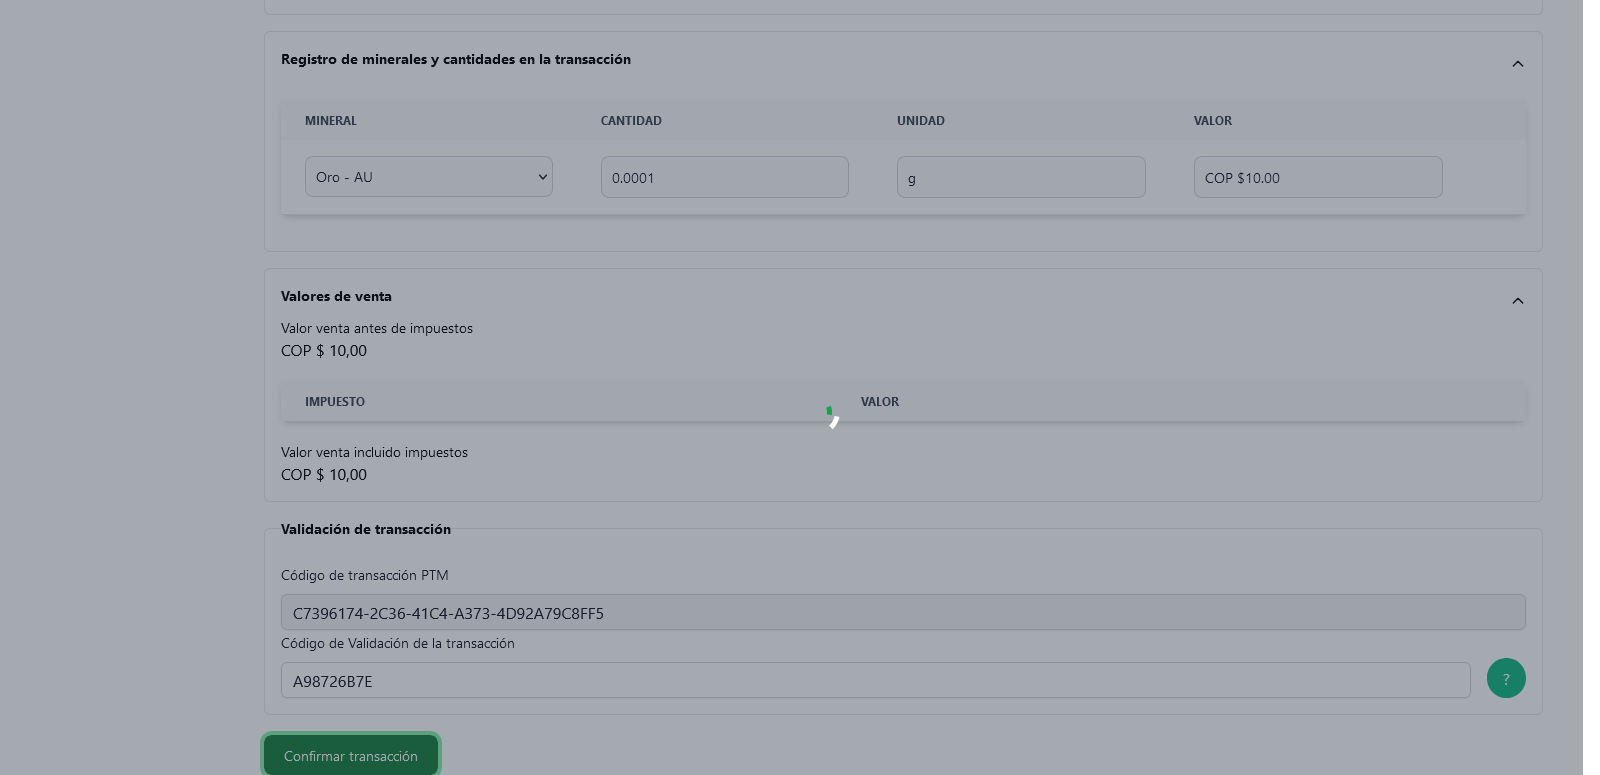 Registro de minerales y cantidades en la transacción
MINERAL CANTIDAD UNIDAD VALOR
Oro - AU 0.0001 g COP $10.00
Valores de venta
Valor venta antes de impuestos
COP $ 10,00
IMPUESTO VALOR
Valor venta incluido impuestos
COP $ 10,00
Validación de transacción
Código de transacción PTM
C7396174-2C36-41C4-A373-4D92A79C8FF5
Código de Validación de la transacción
A98726B7E
?
Confirmar transacción